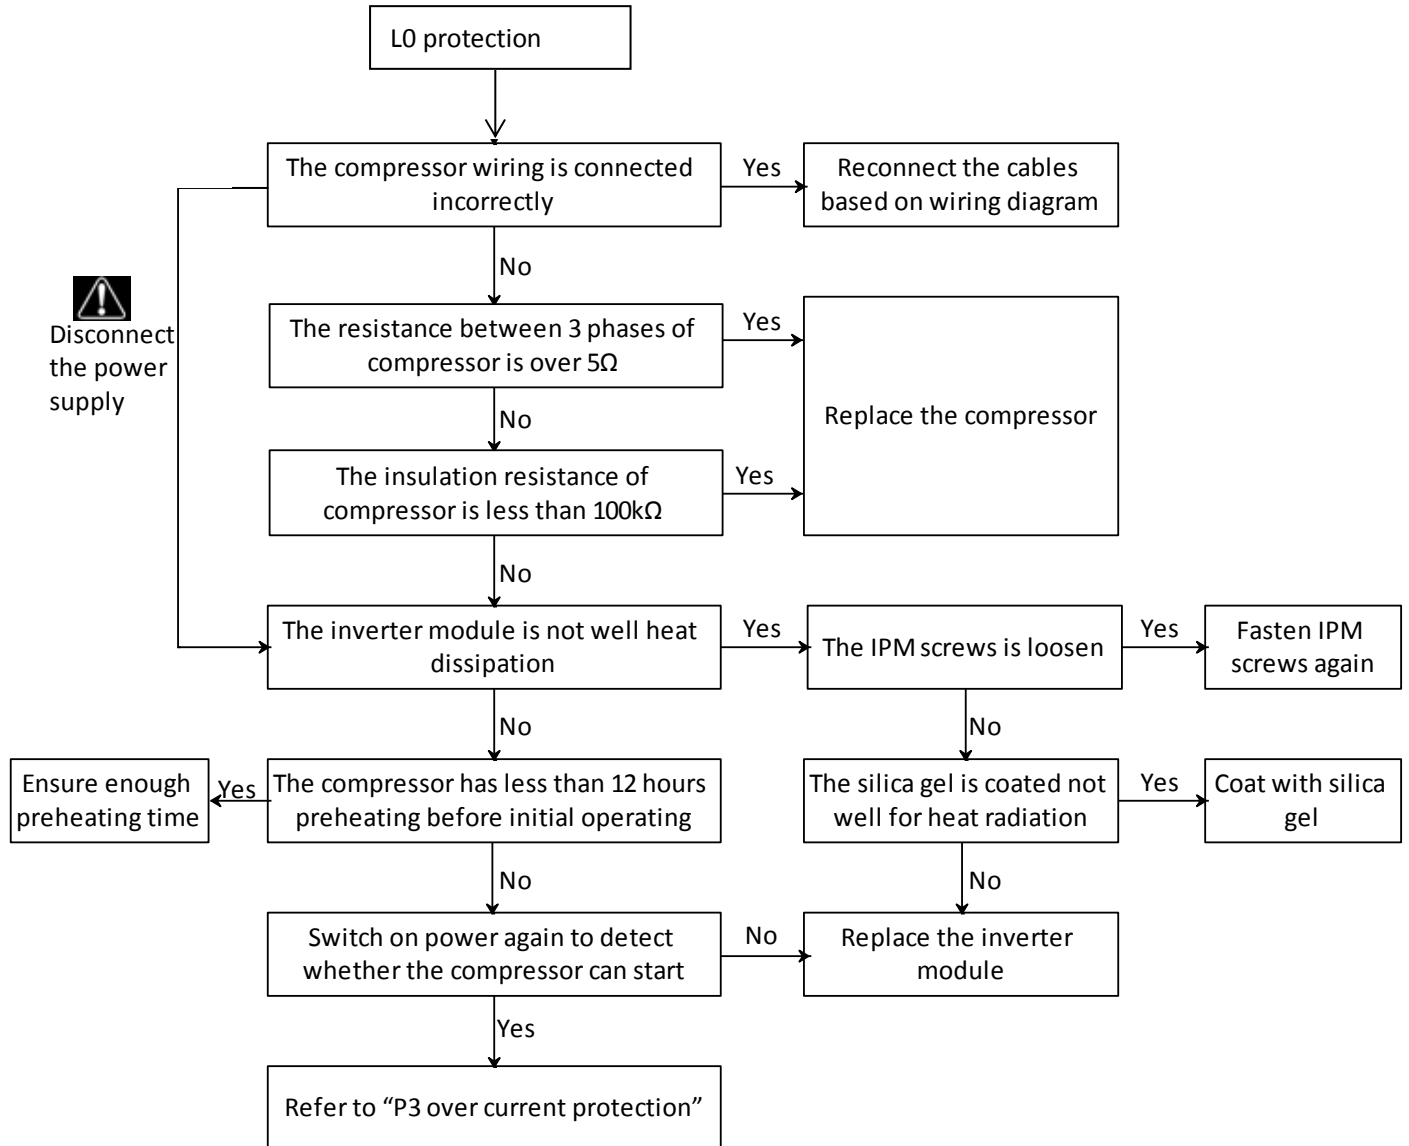 L0 protection
The compressor wiring is connected
incorrectly
Yes
Reconnect the cables
based on wiring diagram
No
Disconnect
the power
supply
The resistance between 3 phases of
compressor is over 5Ω
Yes
Replace the compressor
No
The insulation resistance of
compressor is less than 100kΩ
Yes
No
The inverter module is not well heat
dissipation
Yes
The IPM screws is loosen
Yes
Fasten IPM
screws again
No
No
Ensure enough
preheating time
Yes
The compressor has less than 12 hours
preheating before initial operating
The silica gel is coated not
well for heat radiation
Yes
Coat with silica
gel
No
No
Switch on power again to detect
whether the compressor can start
No
Replace the inverter
module
Yes
Refer to “P3 over current protection”